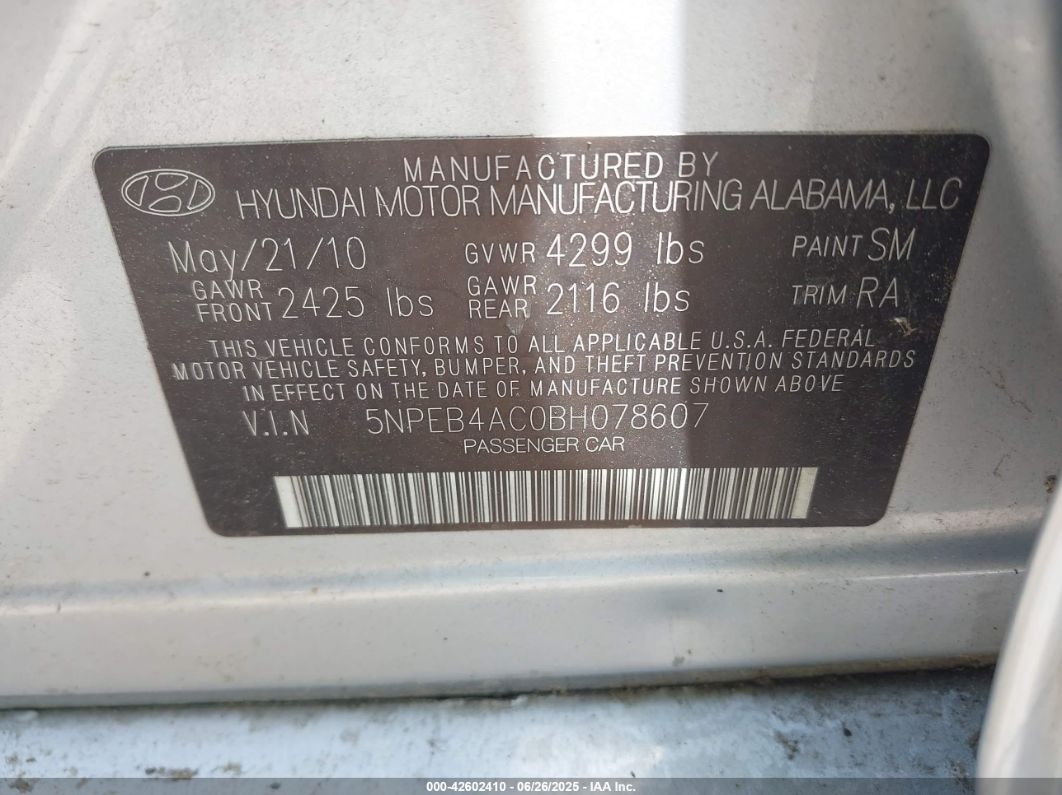 MANUFACTURED BY
HYUNDAI MOTOR MANUFACTURING ALABAMA, LLC
May/21/10 GVWR 4299 lbs PAINT SM
GAWR FRONT 2425 lbs GAWR REAR 2116 lbs TRIM RA
THIS VEHICLE CONFORMS TO ALL APPLICABLE U.S.A. FEDERAL
MOTOR VEHICLE SAFETY, BUMPER, AND THEFT PREVENTION STANDARDS
IN EFFECT ON THE DATE OF MANUFACTURE SHOWN ABOVE
V.I.N 5NPEB4AC0BH078607
PASSENGER CAR
000-42602410 - 06/26/2025 - IAA Inc.